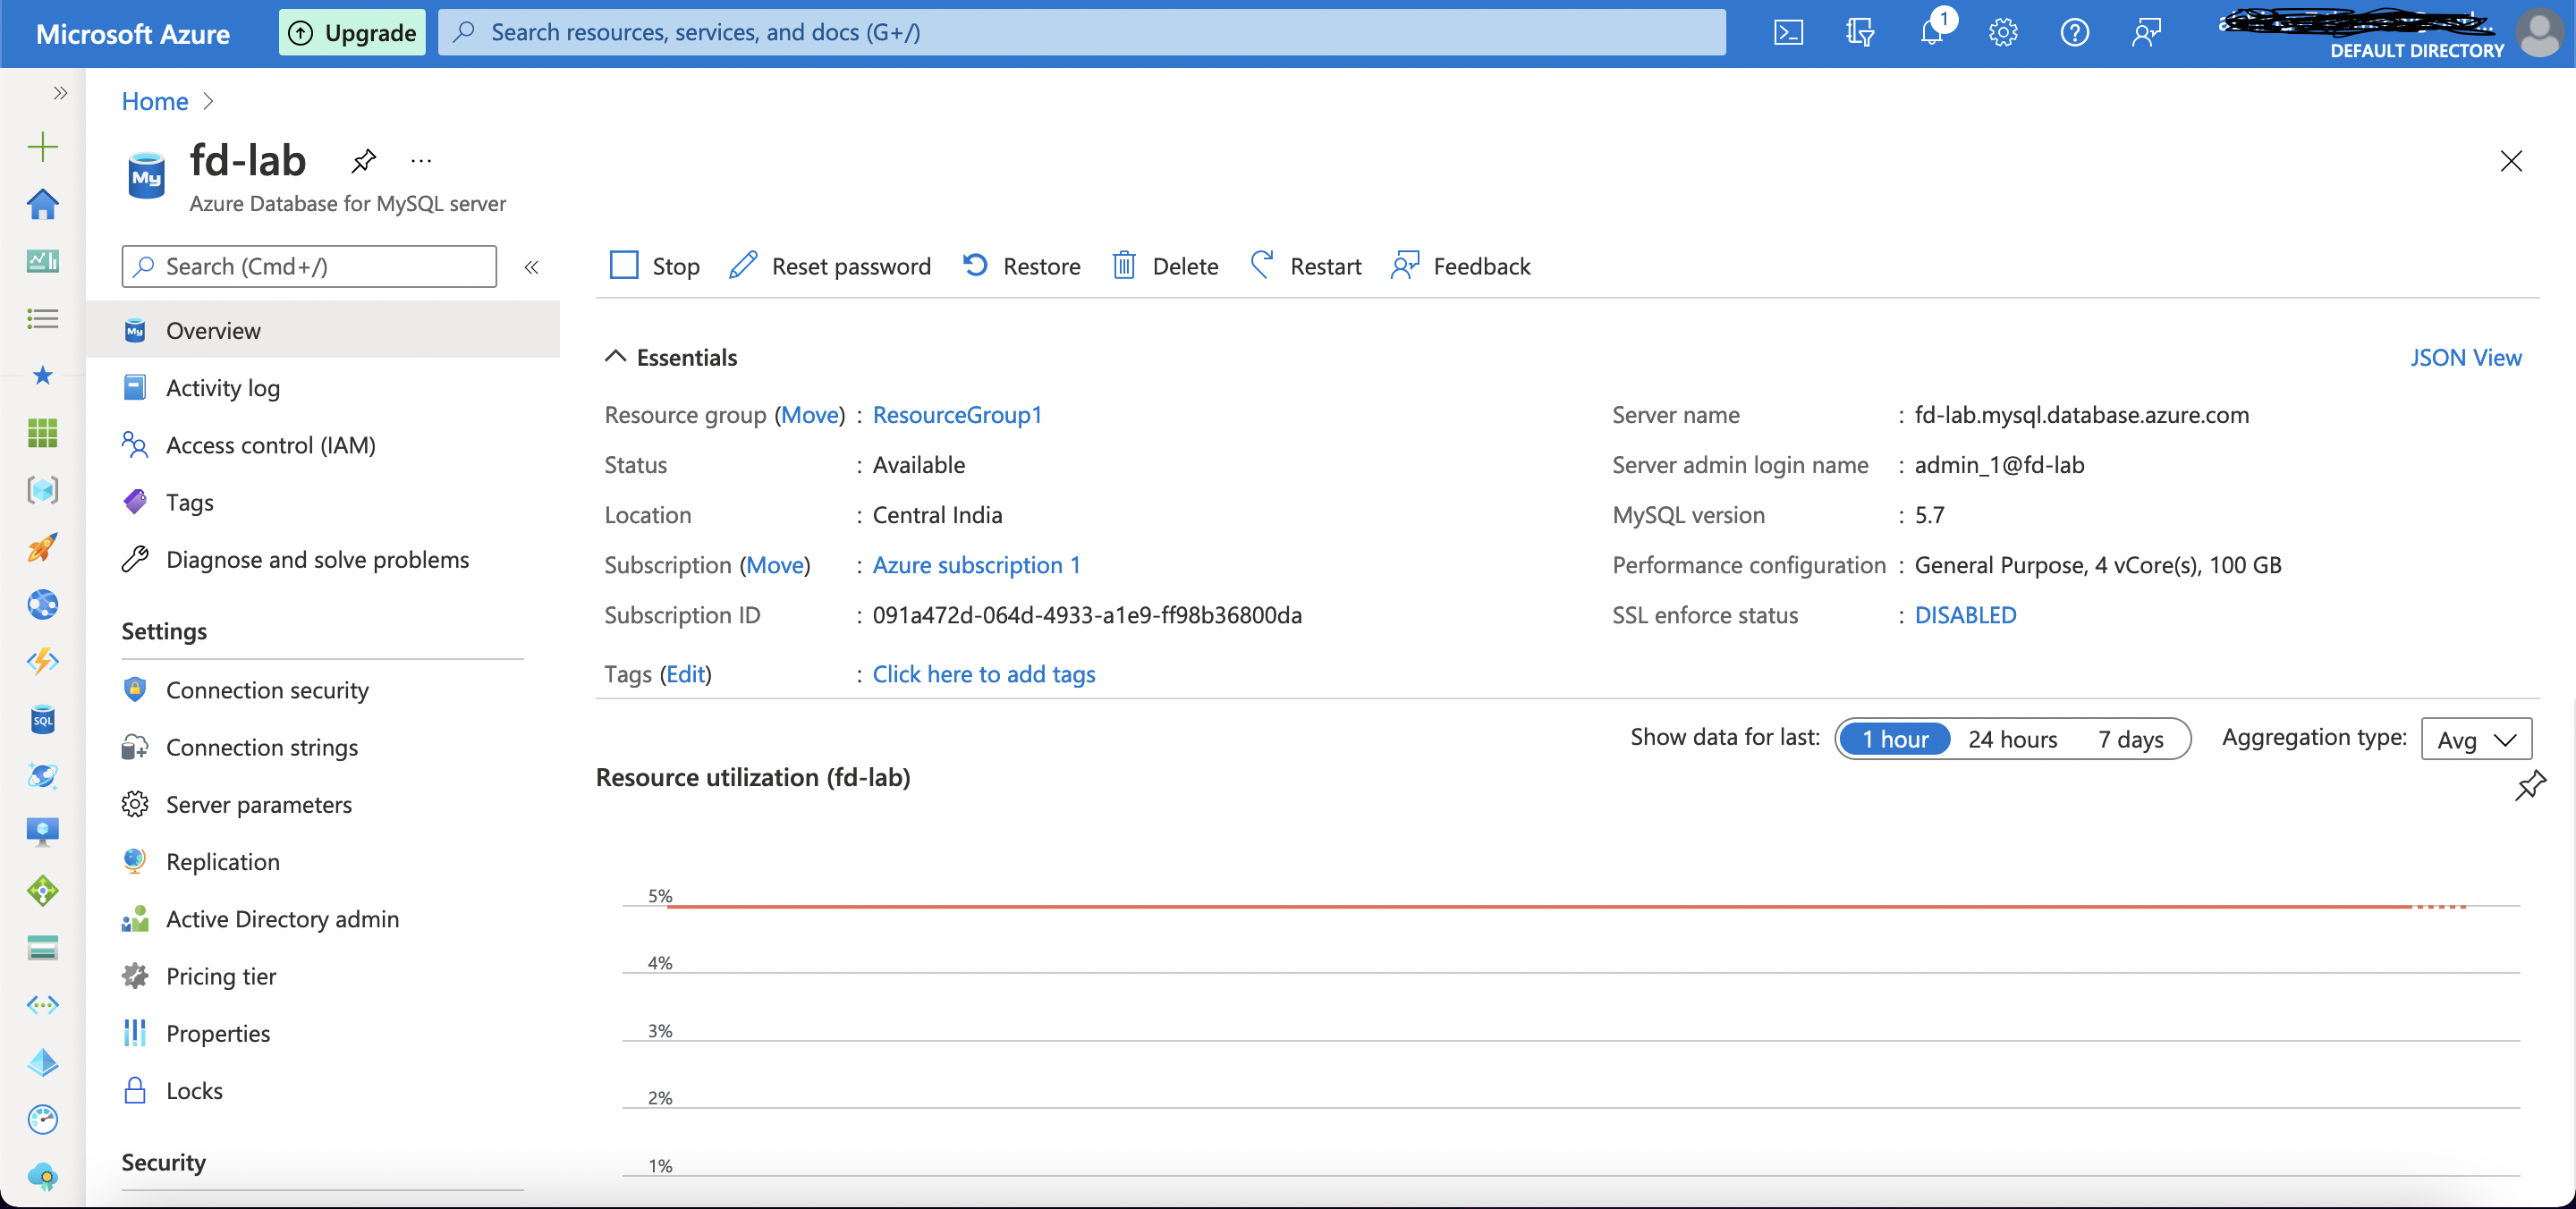 Microsoft Azure
Upgrade
Search resources, services, and docs (G+/)
1
DEFAULT DIRECTORY
Home
fd-lab
Azure Database for MySQL server
Search (Cmd+/)
Overview
Activity log
Access control (IAM)
Tags
Diagnose and solve problems
Settings
Connection security
Connection strings
Server parameters
Replication
Active Directory admin
Pricing tier
Properties
Locks
Security
Stop
Reset password
Restore
Delete
Restart
Feedback
Essentials
JSON View
Resource group (Move) : ResourceGroup1
Status : Available
Location : Central India
Subscription (Move) : Azure subscription 1
Subscription ID : 091a472d-064d-4933-a1e9-ff98b36800da
Tags (Edit) : Click here to add tags
Server name : fd-lab.mysql.database.azure.com
Server admin login name : admin_1@fd-lab
MySQL version : 5.7
Performance configuration : General Purpose, 4 vCore(s), 100 GB
SSL enforce status : DISABLED
Show data for last: 1 hour 24 hours 7 days Aggregation type: Avg
Resource utilization (fd-lab)
5%
4%
3%
2%
1%